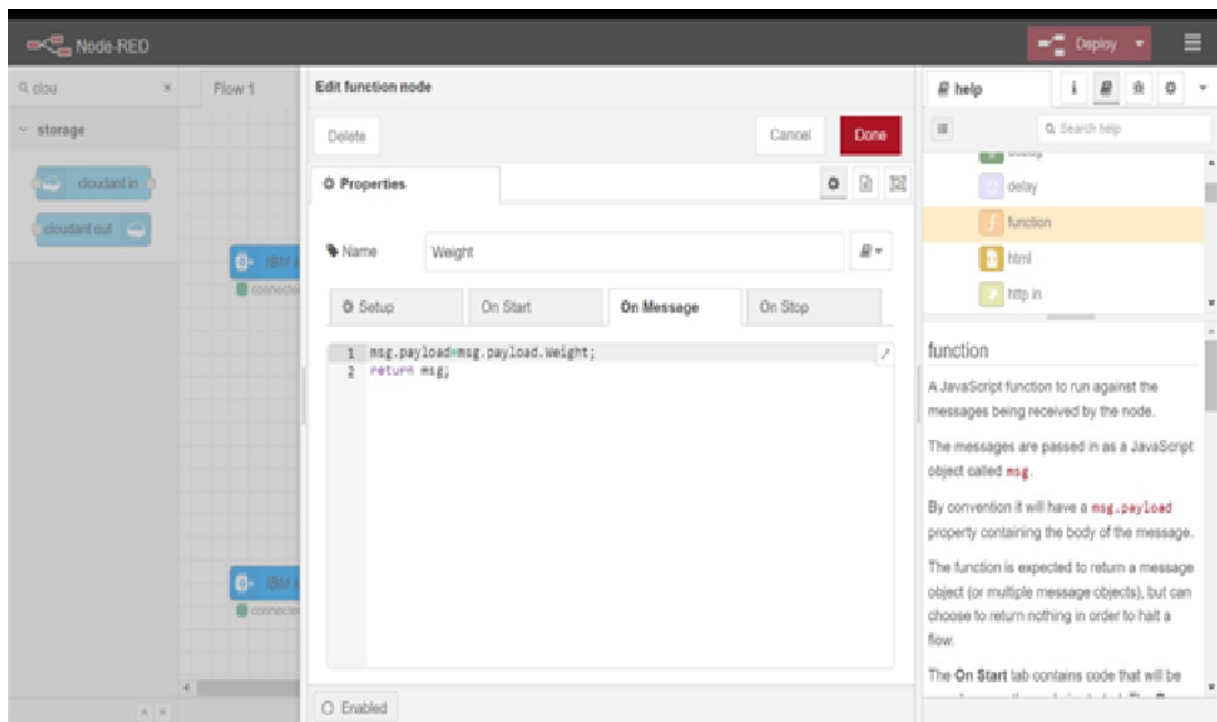 Node-RED
Deploy
clou
Flow 1
Edit function node
help
Search help
storage
Delete
Cancel
Done
cloudant in
cloudant out
Properties
delay
function
html
http in
Name
Weight
IBM
connected
Setup
On Start
On Message
On Stop
1 msg.payload=msg.payload.Weight;
2 return msg;
function
A JavaScript function to run against the
messages being received by the node.
The messages are passed in as a JavaScript
object called msg.
By convention it will have a msg.payload
property containing the body of the message.
The function is expected to return a message
object (or multiple message objects), but can
choose to return nothing in order to halt a
flow.
The On Start tab contains code that will be
IBM
Enabled